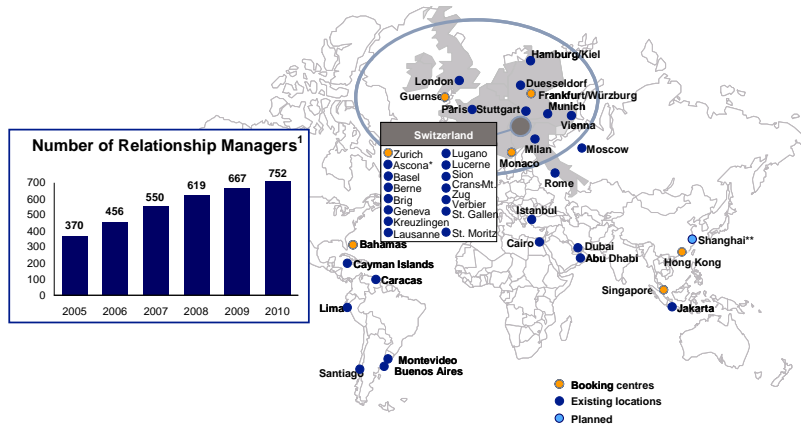 Hamburg/Kiel
London
Duesseldorf
Guernse
Frankfurt/Würzburg
Paris
Stuttgart
Munich
Vienna
Switzerland
Milan
Moscow
Monaco
Rome
Zurich
Ascona*
Basel
Berne
Brig
Geneva
Kreuzlingen
Lausanne
Lugano
Lucerne
Sion
Crans-Mt.
Zug
Verbier
St. Gallen
St. Moritz
Number of Relationship Managers1
752
667
619
550
456
370
700
600
500
400
300
200
100
0
2005 2006 2007 2008 2009 2010
Istanbul
Cairo
Dubai
Abu Dhabi
Shanghai**
Hong Kong
Singapore
Jakarta
Bahamas
Cayman Islands
Caracas
Lima
Montevideo
Buenos Aires
Santiago
Booking centres
Existing locations
Planned